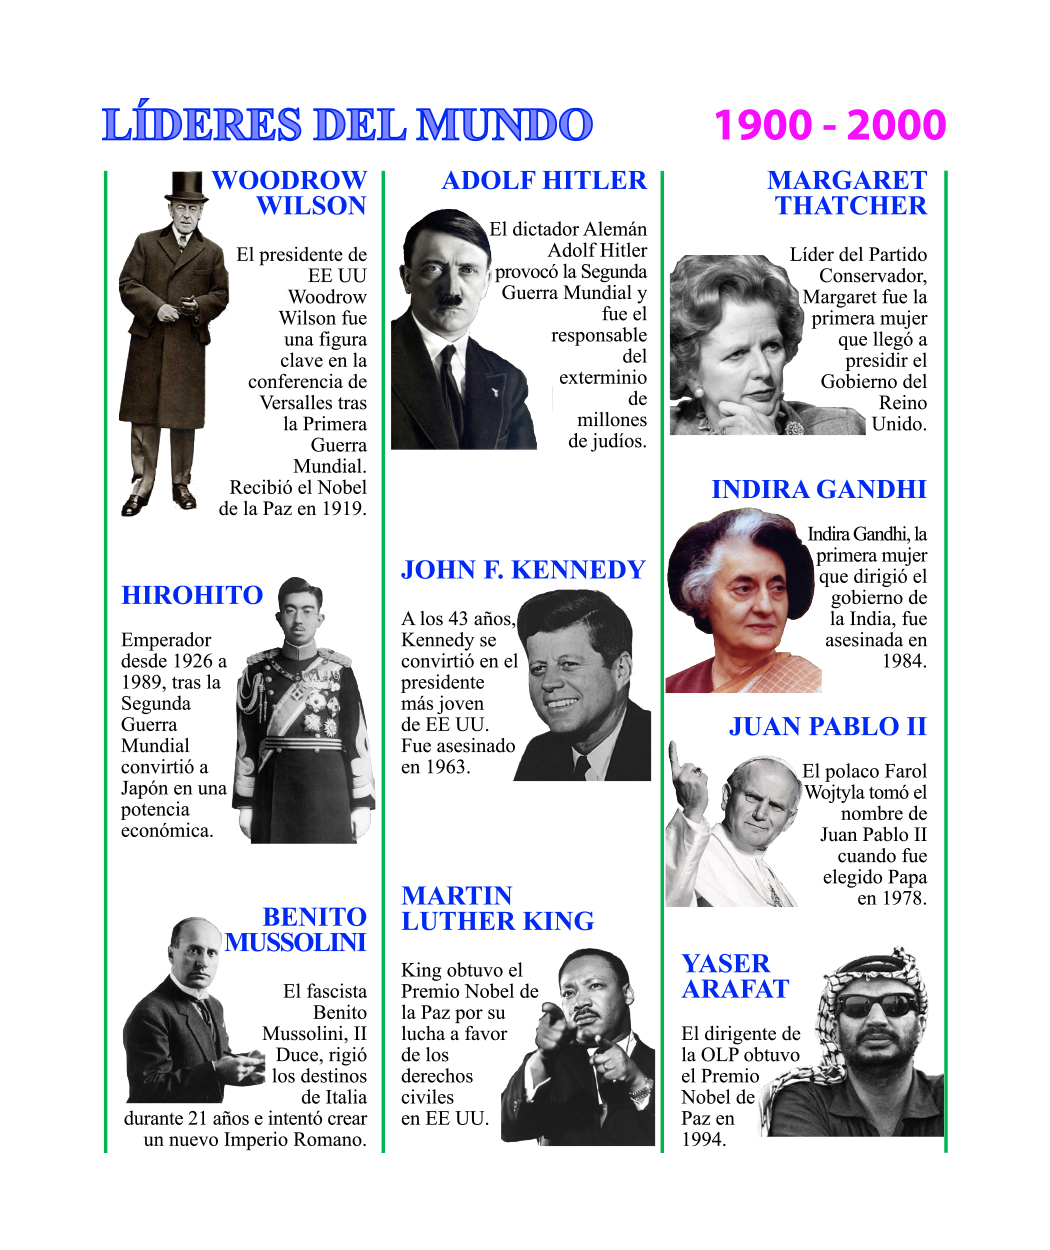 LÍDERES DEL MUNDO
1900 - 2000
WOODROW
WILSON
El presidente de
EE UU
Woodrow
Wilson fue
una figura
clave en la
conferencia de
Versalles tras
la Primera
Guerra
Mundial.
Recibió el Nobel
de la Paz en 1919.
HIROHITO
Emperador
desde 1926 a
1989, tras la
Segunda
Guerra
Mundial
convirtió a
Japón en una
potencia
económica.
BENITO
MUSSOLINI
El fascista
Benito
Mussolini, II
Duce, rigió
los destinos
de Italia
durante 21 años e intentó crear
un nuevo Imperio Romano.
ADOLF HITLER
El dictador Alemán
Adolf Hitler
provocó la Segunda
Guerra Mundial y
fue el
responsable
del
exterminio
de
millones
de judíos.
JOHN F. KENNEDY
A los 43 años,
Kennedy se
convirtió en el
presidente
más joven
de EE UU.
Fue asesinado
en 1963.
MARTIN
LUTHER KING
King obtuvo el
Premio Nobel de
la Paz por su
lucha a favor
de los
derechos
civiles
en EE UU.
MARGARET
THATCHER
Líder del Partido
Conservador,
Margaret fue la
primera mujer
que llegó a
presidir el
Gobierno del
Reino
Unido.
INDIRA GANDHI
Indira Gandhi, la
primera mujer
que dirigió el
gobierno de
la India, fue
asesinada en
1984.
JUAN PABLO II
El polaco Farol
Wojtyla tomó el
nombre de
Juan Pablo II
cuando fue
elegido Papa
en 1978.
YASER
ARAFAT
El dirigente de
la OLP obtuvo
el Premio
Nobel de
Paz en
1994.